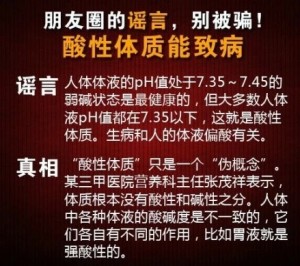 朋友圈的谣言，别被骗！
酸性体质能致病
谣言
人体体液的pH值处于7.35～7.45的
弱碱状态是最健康的，但大多数人体
液pH值都在7.35以下，这就是酸性
体质。生病和人的体液偏酸有关。
真相
“酸性体质”只是一个“伪概念”。
某三甲医院营养科主任张茂祥表示，
体质根本没有酸性和碱性之分。人体
中各种体液的酸碱度是不一致的，它
们各自有不同的作用，比如胃液就是
强酸性的。